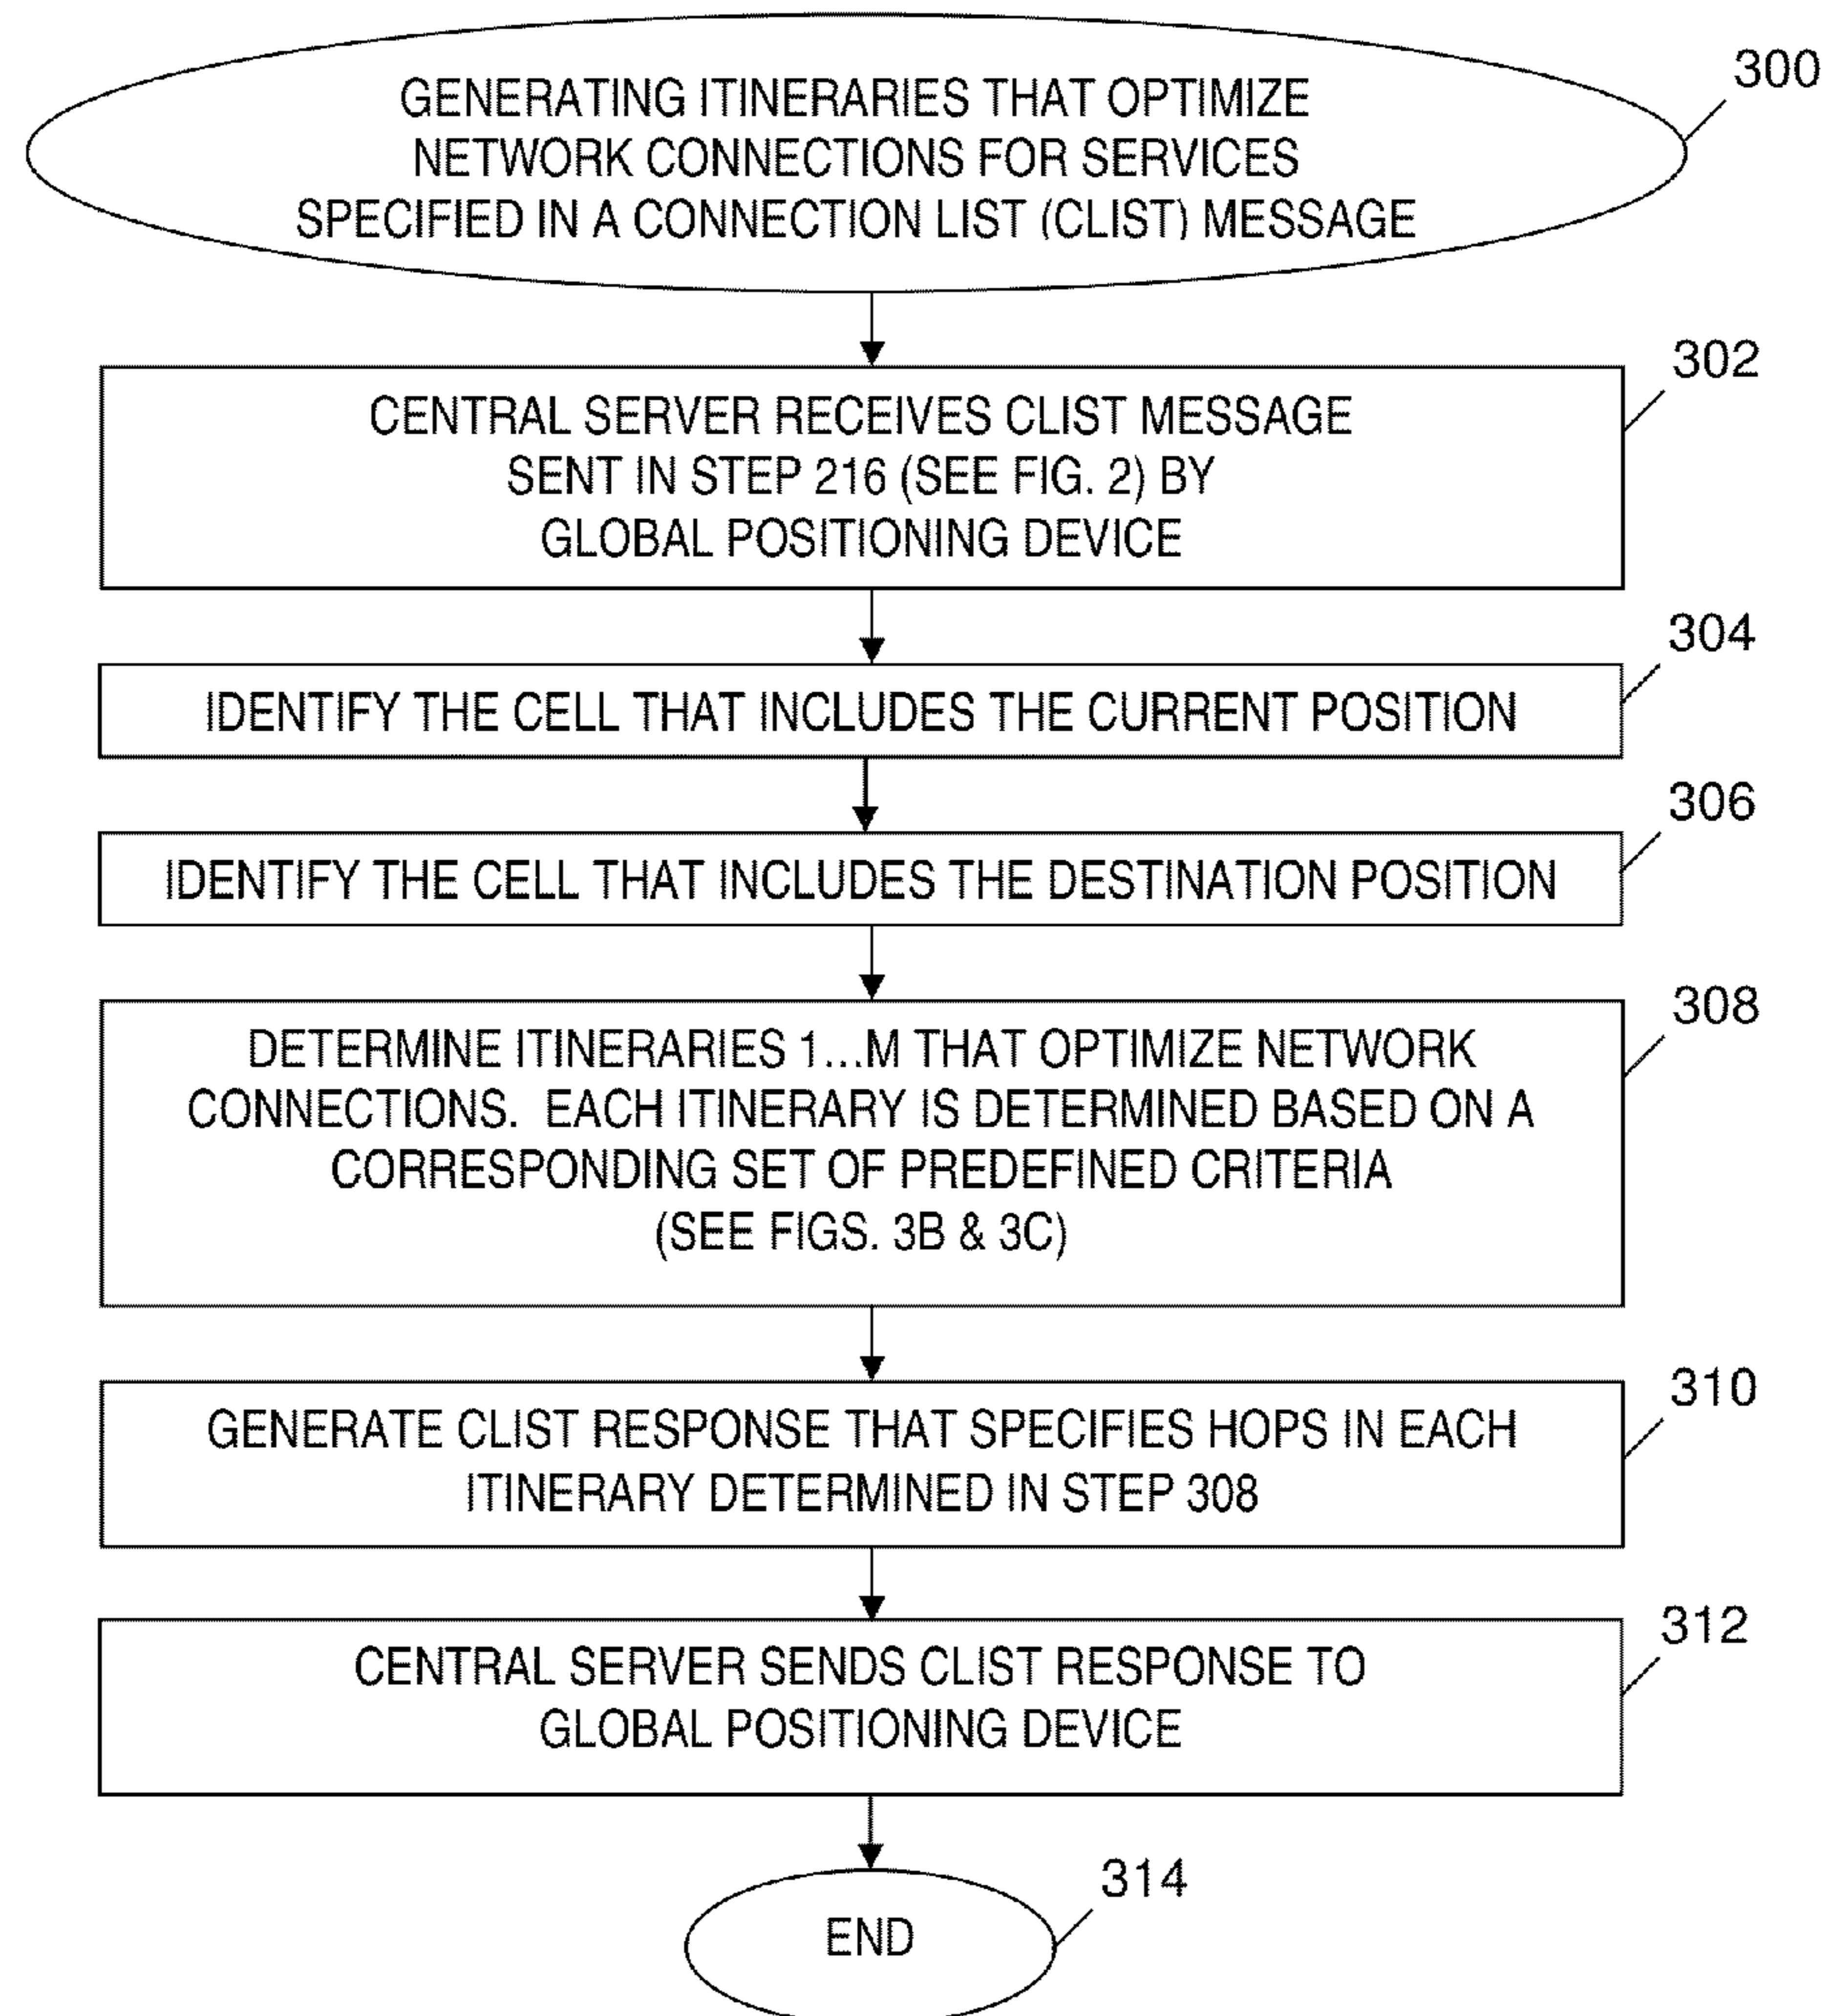 GENERATING ITINERARIES THAT OPTIMIZE
NETWORK CONNECTIONS FOR SERVICES
SPECIFIED IN A CONNECTION LIST (CLIST) MESSAGE
300
302
CENTRAL SERVER RECEIVES CLIST MESSAGE
SENT IN STEP 216 (SEE FIG. 2) BY
GLOBAL POSITIONING DEVICE
304
IDENTIFY THE CELL THAT INCLUDES THE CURRENT POSITION
306
IDENTIFY THE CELL THAT INCLUDES THE DESTINATION POSITION
308
DETERMINE ITINERARIES 1...M THAT OPTIMIZE NETWORK
CONNECTIONS. EACH ITINERARY IS DETERMINED BASED ON A
CORRESPONDING SET OF PREDEFINED CRITERIA
(SEE FIGS. 3B & 3C)
310
GENERATE CLIST RESPONSE THAT SPECIFIES HOPS IN EACH
ITINERARY DETERMINED IN STEP 308
312
CENTRAL SERVER SENDS CLIST RESPONSE TO
GLOBAL POSITIONING DEVICE
314
END